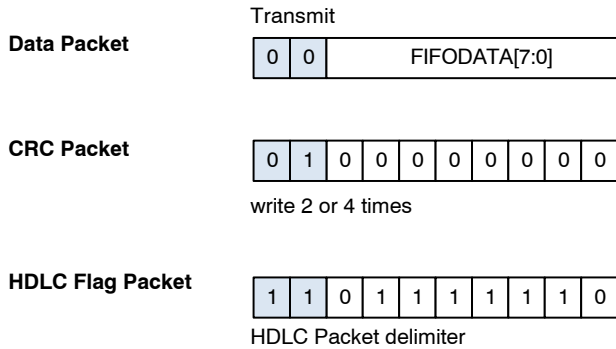 Transmit
Data Packet
0 0 FIFODATA[7:0]
CRC Packet
0 1 0 0 0 0 0 0 0 0
write 2 or 4 times
HDLC Flag Packet
1 1 0 1 1 1 1 1 1 0
HDLC Packet delimiter